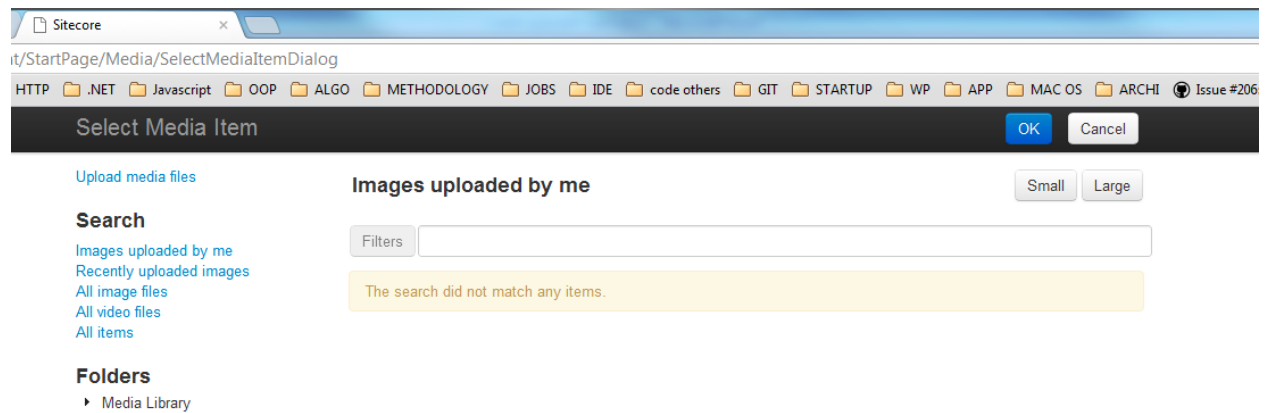 Sitecore
nt/StartPage/Media/SelectMediaItemDialog
HTTP .NET Javascript OOP ALGO METHODOLOGY JOBS IDE code others GIT STARTUP WP APP MAC OS ARCHI Issue #206
Select Media Item OK Cancel
Upload media files
Images uploaded by me Small Large
Search
Filters
Images uploaded by me
Recently uploaded images
All image files
All video files
All items
The search did not match any items.
Folders
Media Library